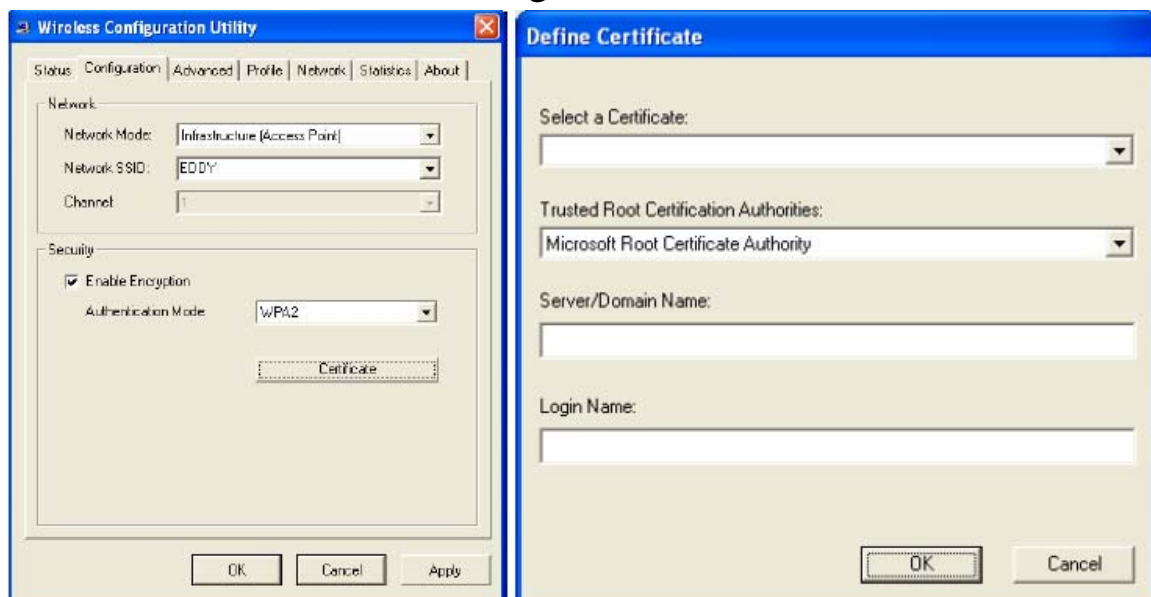 Wireless Configuration Utility
Status Configuration Advanced Profile Network Statistics About
Network
Network Mode: Infrastructure (Access Point)
Network SSID: EDDY
Channel: 1
Security
Enable Encryption
Authentication Mode WPA2
Certificate
OK Cancel Apply
Define Certificate
Select a Certificate:
Trusted Root Certification Authorities:
Microsoft Root Certificate Authority
Server/Domain Name:
Login Name:
OK Cancel